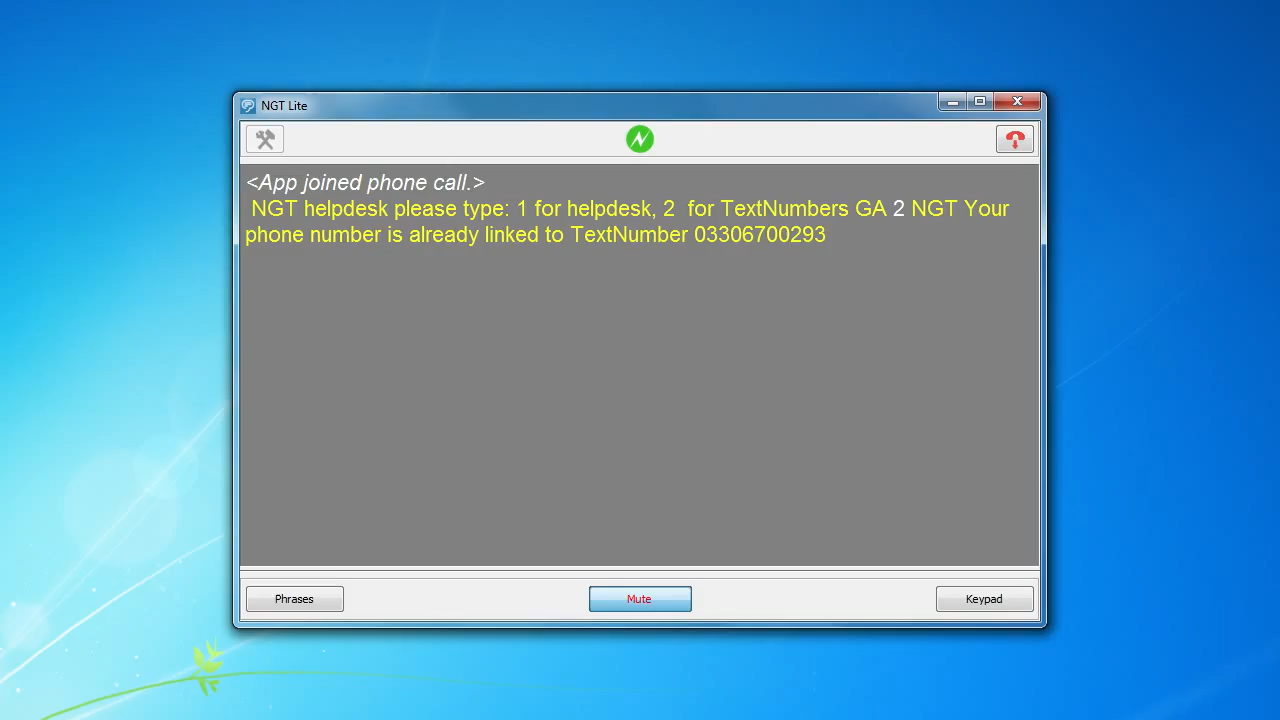 NGT Lite
<App joined phone call.>
NGT helpdesk please type: 1 for helpdesk, 2  for TextNumbers GA 2 NGT Your
phone number is already linked to TextNumber 03306700293
Phrases
Mute
Keypad